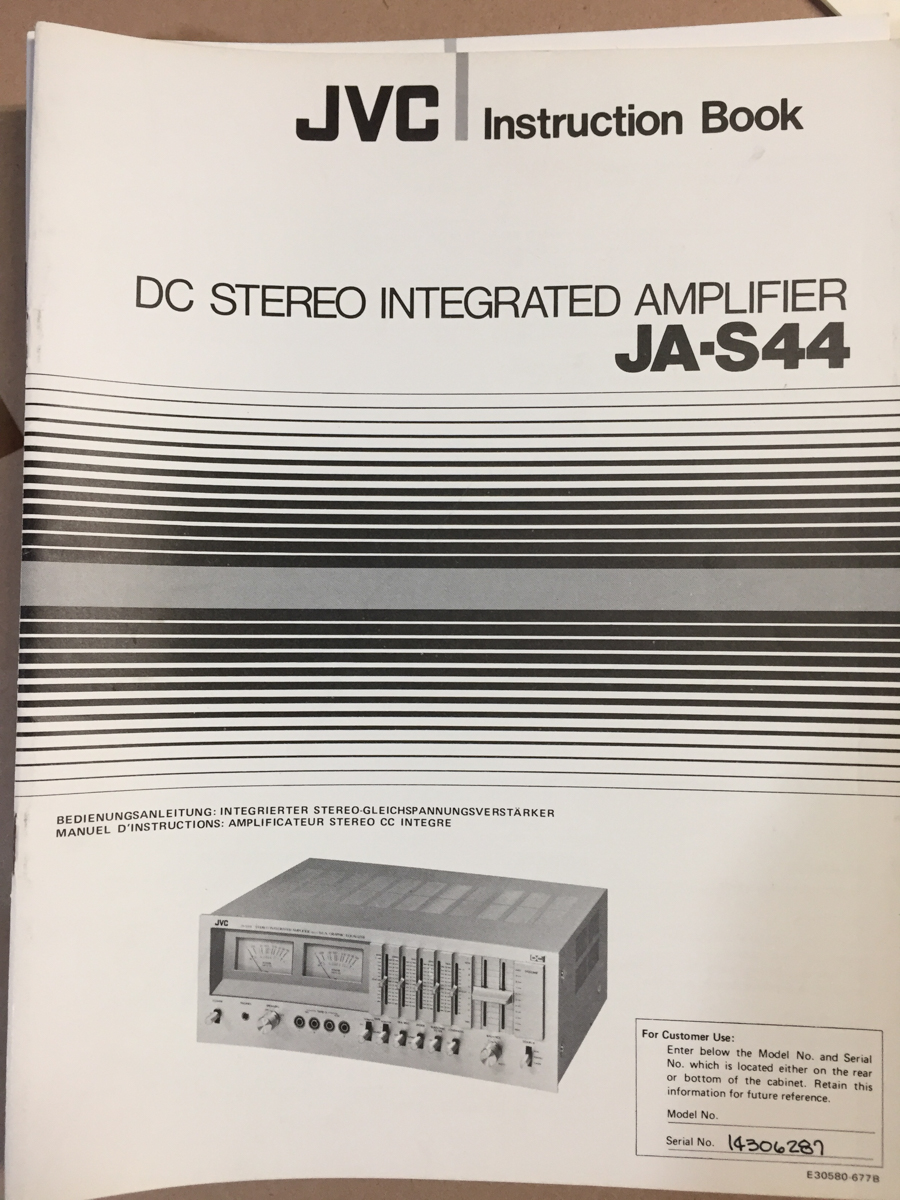 JVC Instruction Book
DC STEREO INTEGRATED AMPLIFIER
JA-S44
BEDIENUNGSANLEITUNG: INTEGRIERTER STEREO-GLEICHSPANNUNGSVERSTÄRKER
MANUEL D'INSTRUCTIONS: AMPLIFICATEUR STEREO CC INTEGRE
JVC
For Customer Use:
Enter below the Model No. and Serial
No. which is located either on the rear
or bottom of the cabinet. Retain this
information for future reference.
Model No.
Serial No. 14306287
E30580-677B